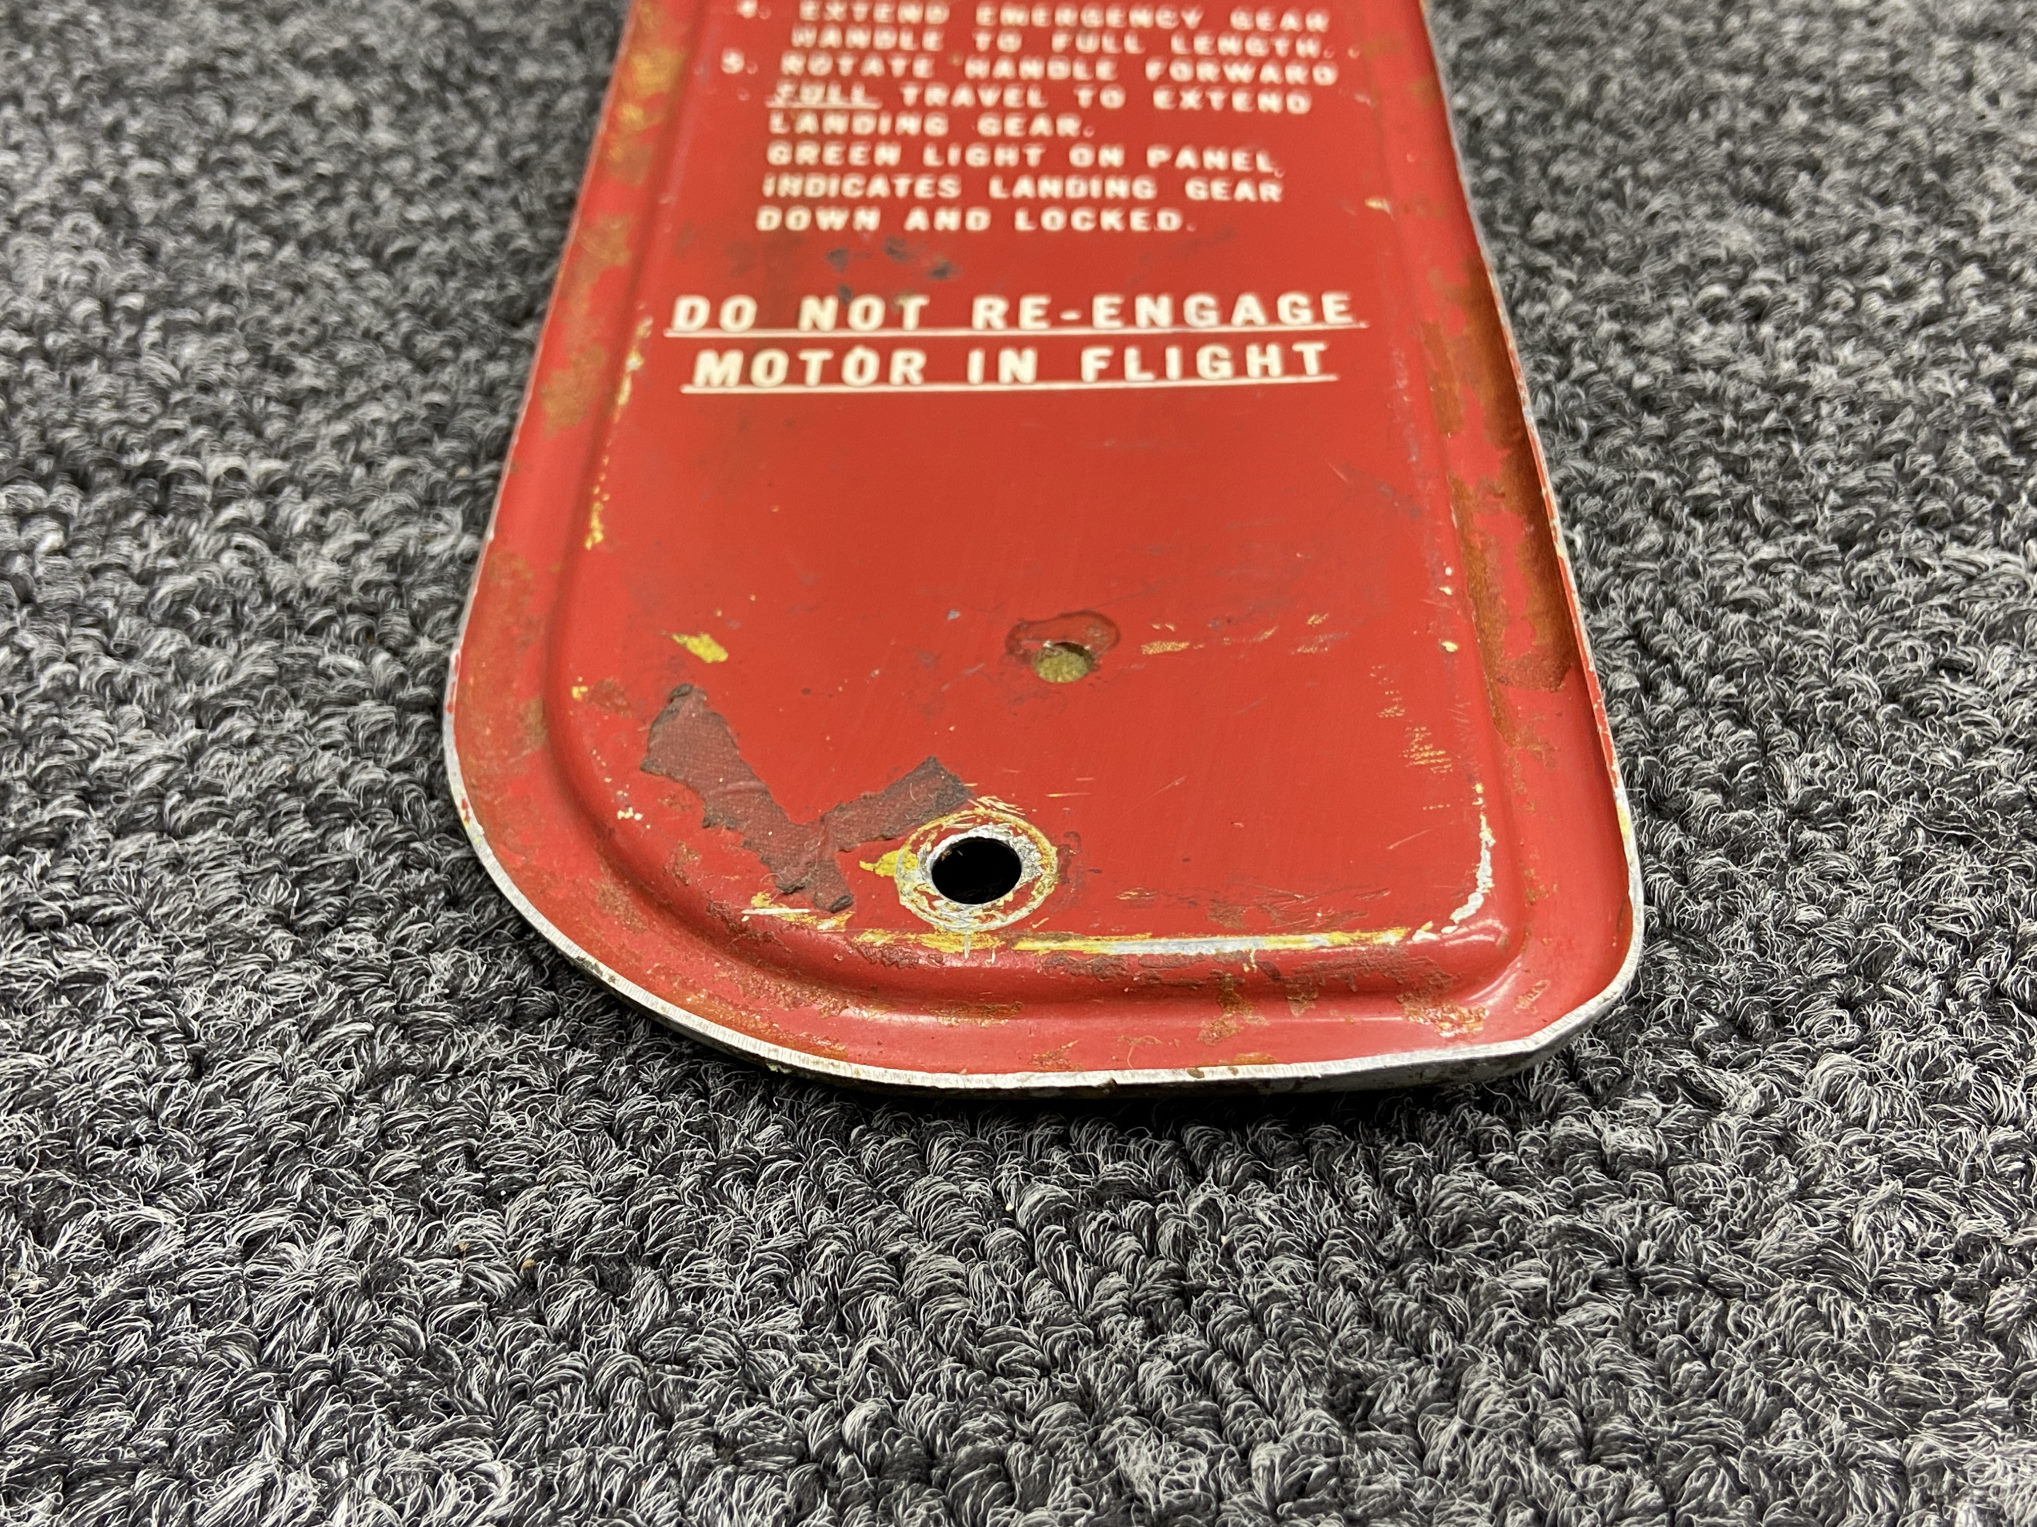 4. EXTEND EMERGENCY GEAR
HANDLE TO FULL LENGTH.
5. ROTATE HANDLE FORWARD
FULL TRAVEL TO EXTEND
LANDING GEAR.
GREEN LIGHT ON PANEL
INDICATES LANDING GEAR
DOWN AND LOCKED.
DO NOT RE-ENGAGE
MOTOR IN FLIGHT